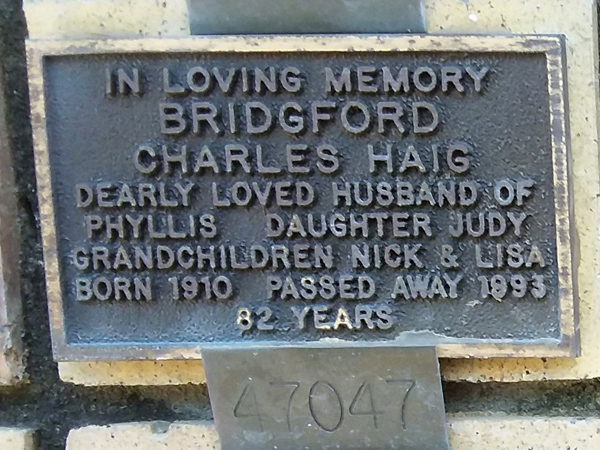 IN LOVING MEMORY
BRIDGFORD
CHARLES HAIG
DEARLY LOVED HUSBAND OF
PHYLLIS DAUGHTER JUDY
GRANDCHILDREN NICK & LISA
BORN 1910 PASSED AWAY 1993
82 YEARS
47047